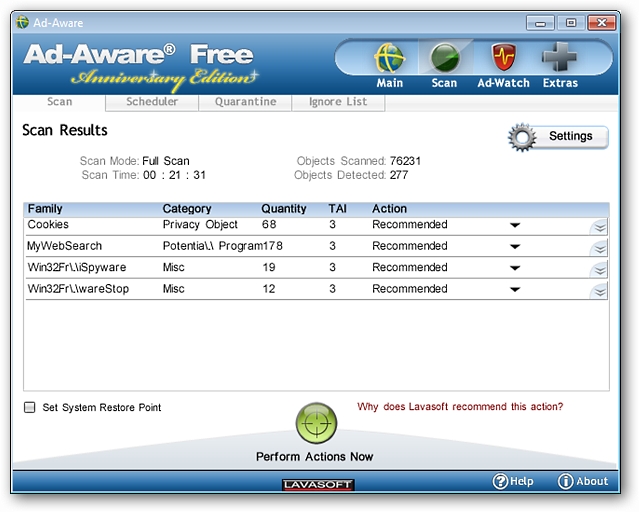 Ad-Aware
Ad-Aware® Free
Anniversary Edition
Main Scan Ad-Watch Extras
Scan Scheduler Quarantine Ignore List
Scan Results
Settings
Scan Mode: Full Scan Objects Scanned: 76231
Scan Time: 00 : 21 : 31 Objects Detected: 277
Family Category Quantity TAI Action
Cookies Privacy Object 68 3 Recommended
MyWebSearch Potentia\.\ Program178 3 Recommended
Win32Fr\.\iSpyware Misc 19 3 Recommended
Win32Fr\.\wareStop Misc 12 3 Recommended
Set System Restore Point
Why does Lavasoft recommend this action?
Perform Actions Now
LAVASOFT
Help About